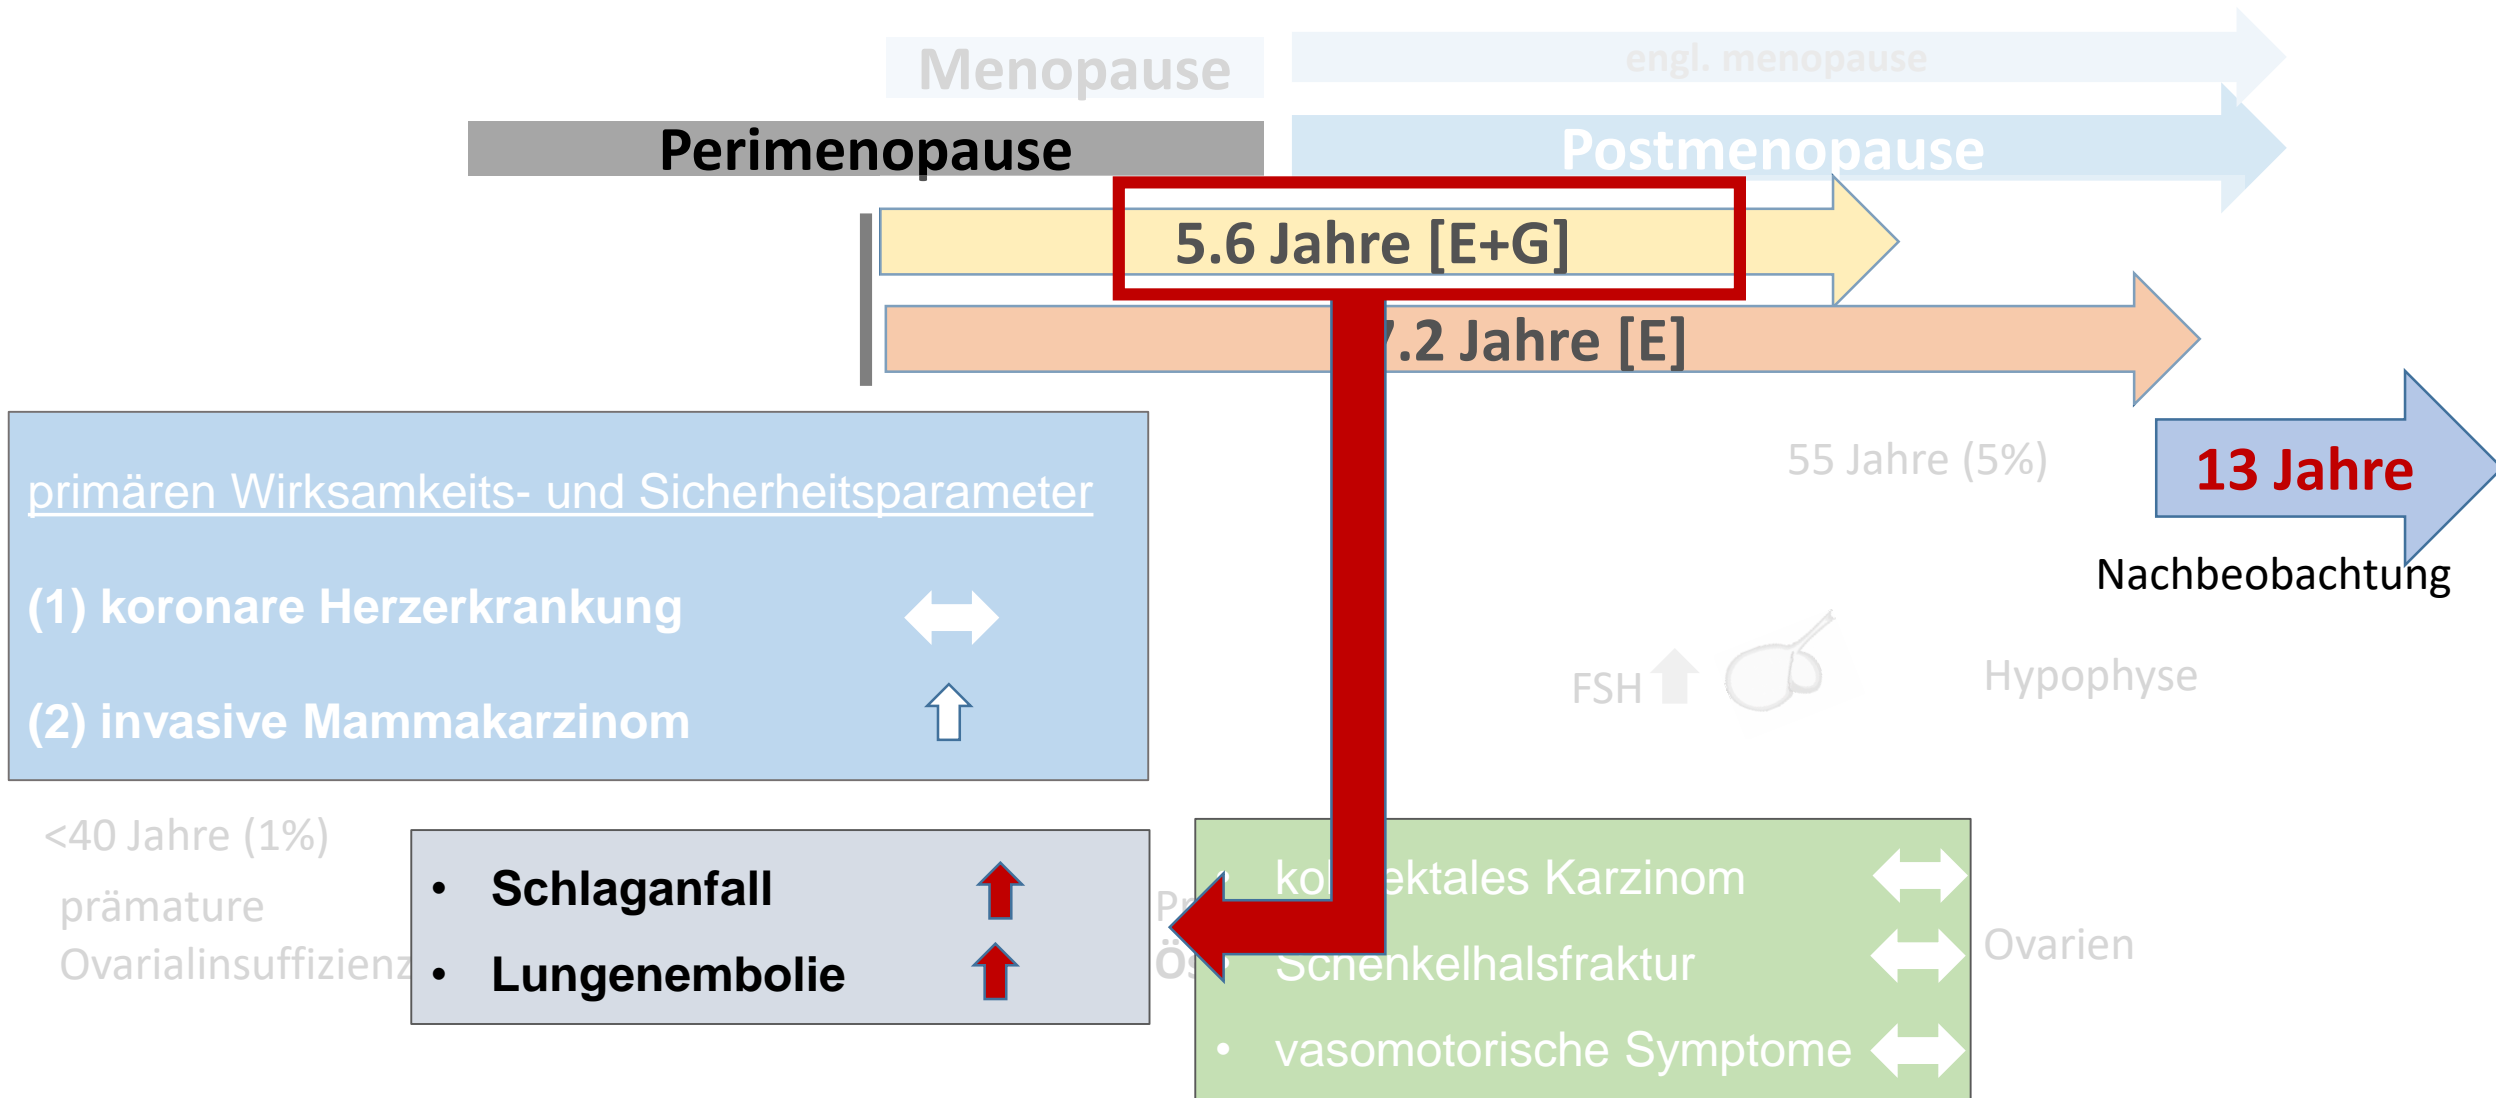 Menopause
engl. menopause
Perimenopause
Postmenopause
5.6 Jahre [E+G]
.2 Jahre [E]
55 Jahre (5%)
13 Jahre
Nachbeobachtung
primären Wirksamkeits- und Sicherheitsparameter
(1) koronare Herzerkrankung
(2) invasive Mammakarzinom
FSH
Hypophyse
<40 Jahre (1%)
prämature
Ovarialinsuffizienz
• Schlaganfall
• Lungenembolie
Karzinom
• Schenkelhalsfraktur
• vasomotorische Symptome
Ovarien